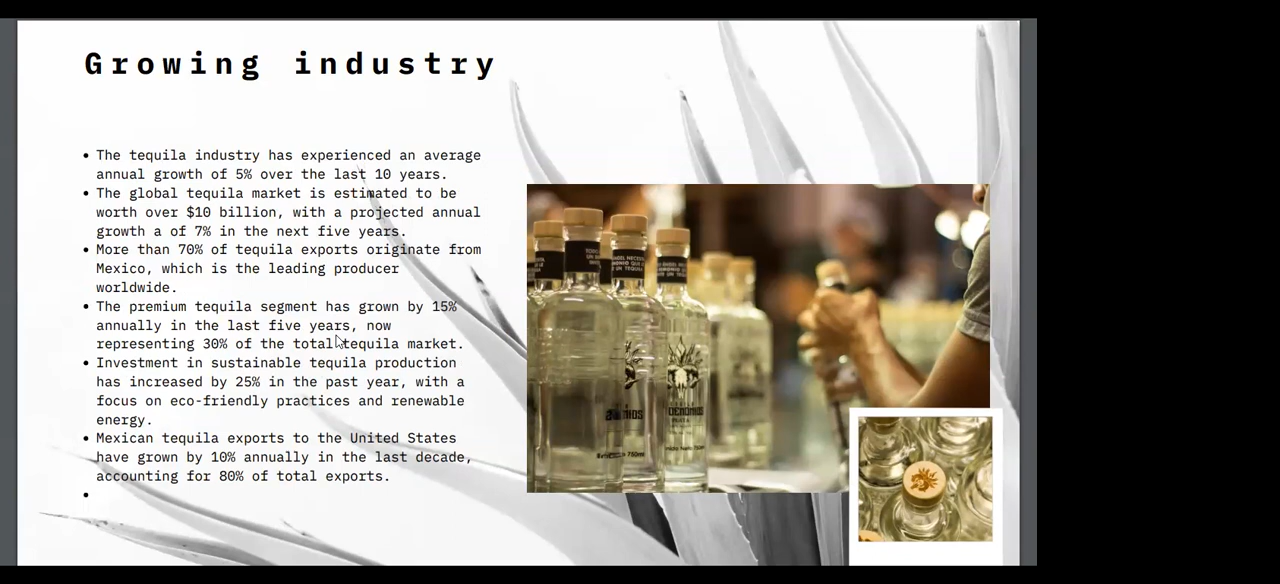 Growing industry
• The tequila industry has experienced an average
annual growth of 5% over the last 10 years.
• The global tequila market is estimated to be
worth over $10 billion, with a projected annual
growth a of 7% in the next five years.
• More than 70% of tequila exports originate from
Mexico, which is the leading producer
worldwide.
• The premium tequila segment has grown by 15%
annually in the last five years, now
representing 30% of the total tequila market.
• Investment in sustainable tequila production
has increased by 25% in the past year, with a
focus on eco-friendly practices and renewable
energy.
• Mexican tequila exports to the United States
have grown by 10% annually in the last decade,
accounting for 80% of total exports.
•
750ml